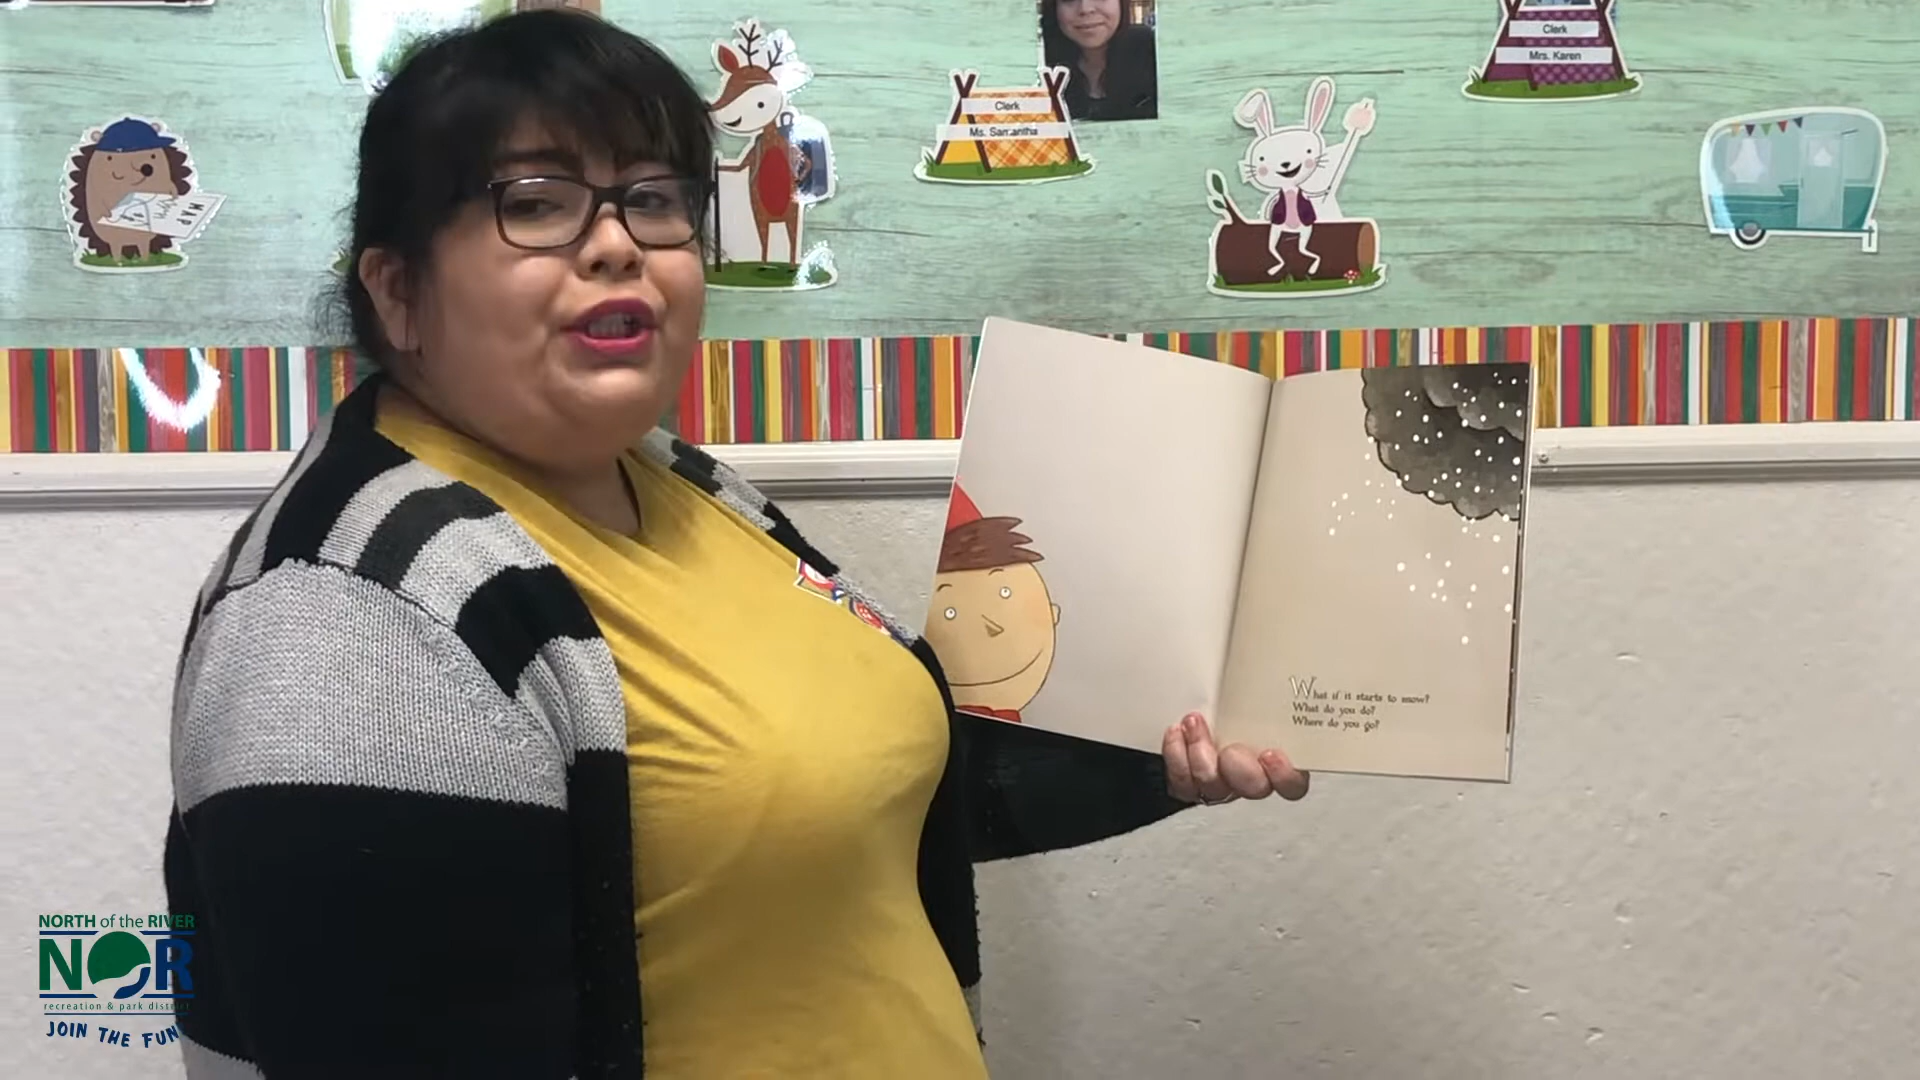 Clerk
Mrs. Karen
Clerk
Ms. Samantha
MAP
What if it starts to snow?
What do you do?
Where do you go?
NORTH of the RIVER
NOR
recreation & park district
JOIN THE FUN